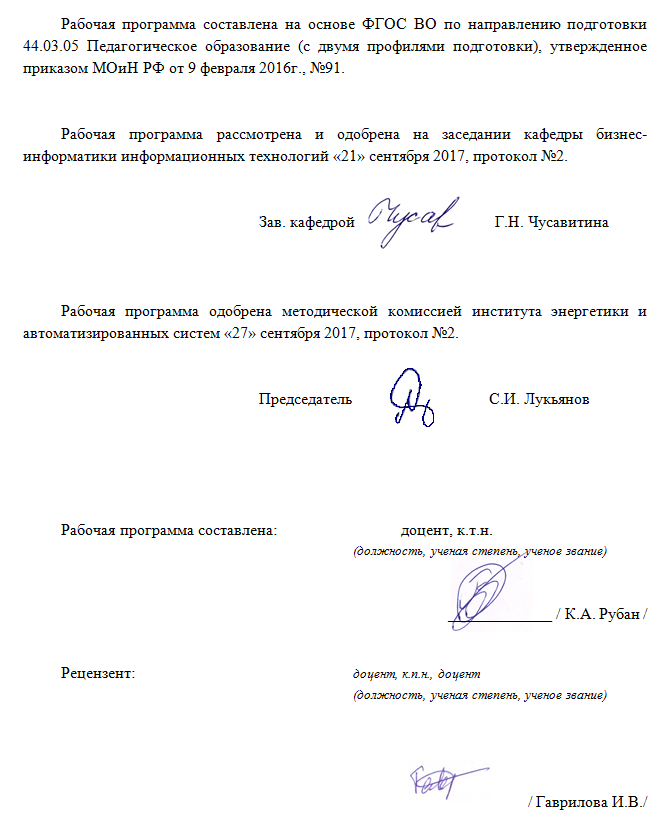 Рабочая программа составлена на основе ФГОС ВО по направлению подготовки
44.03.05 Педагогическое образование (с двумя профилями подготовки), утвержденное
приказом МОиН РФ от 9 февраля 2016г., №91.
Рабочая программа рассмотрена и одобрена на заседании кафедры бизнес-
информатики информационных технологий «21» сентября 2017, протокол №2.
Зав. кафедрой Г.Н. Чусавитина
Рабочая программа одобрена методической комиссией института энергетики и
автоматизированных систем «27» сентября 2017, протокол №2.
Председатель С.И. Лукьянов
Рабочая программа составлена: доцент, к.т.н.
(должность, ученая степень, ученое звание)
_____________ / К.А. Рубан /
Рецензент: доцент, к.п.н., доцент
(должность, ученая степень, ученое звание)
/ Гаврилова И.В./